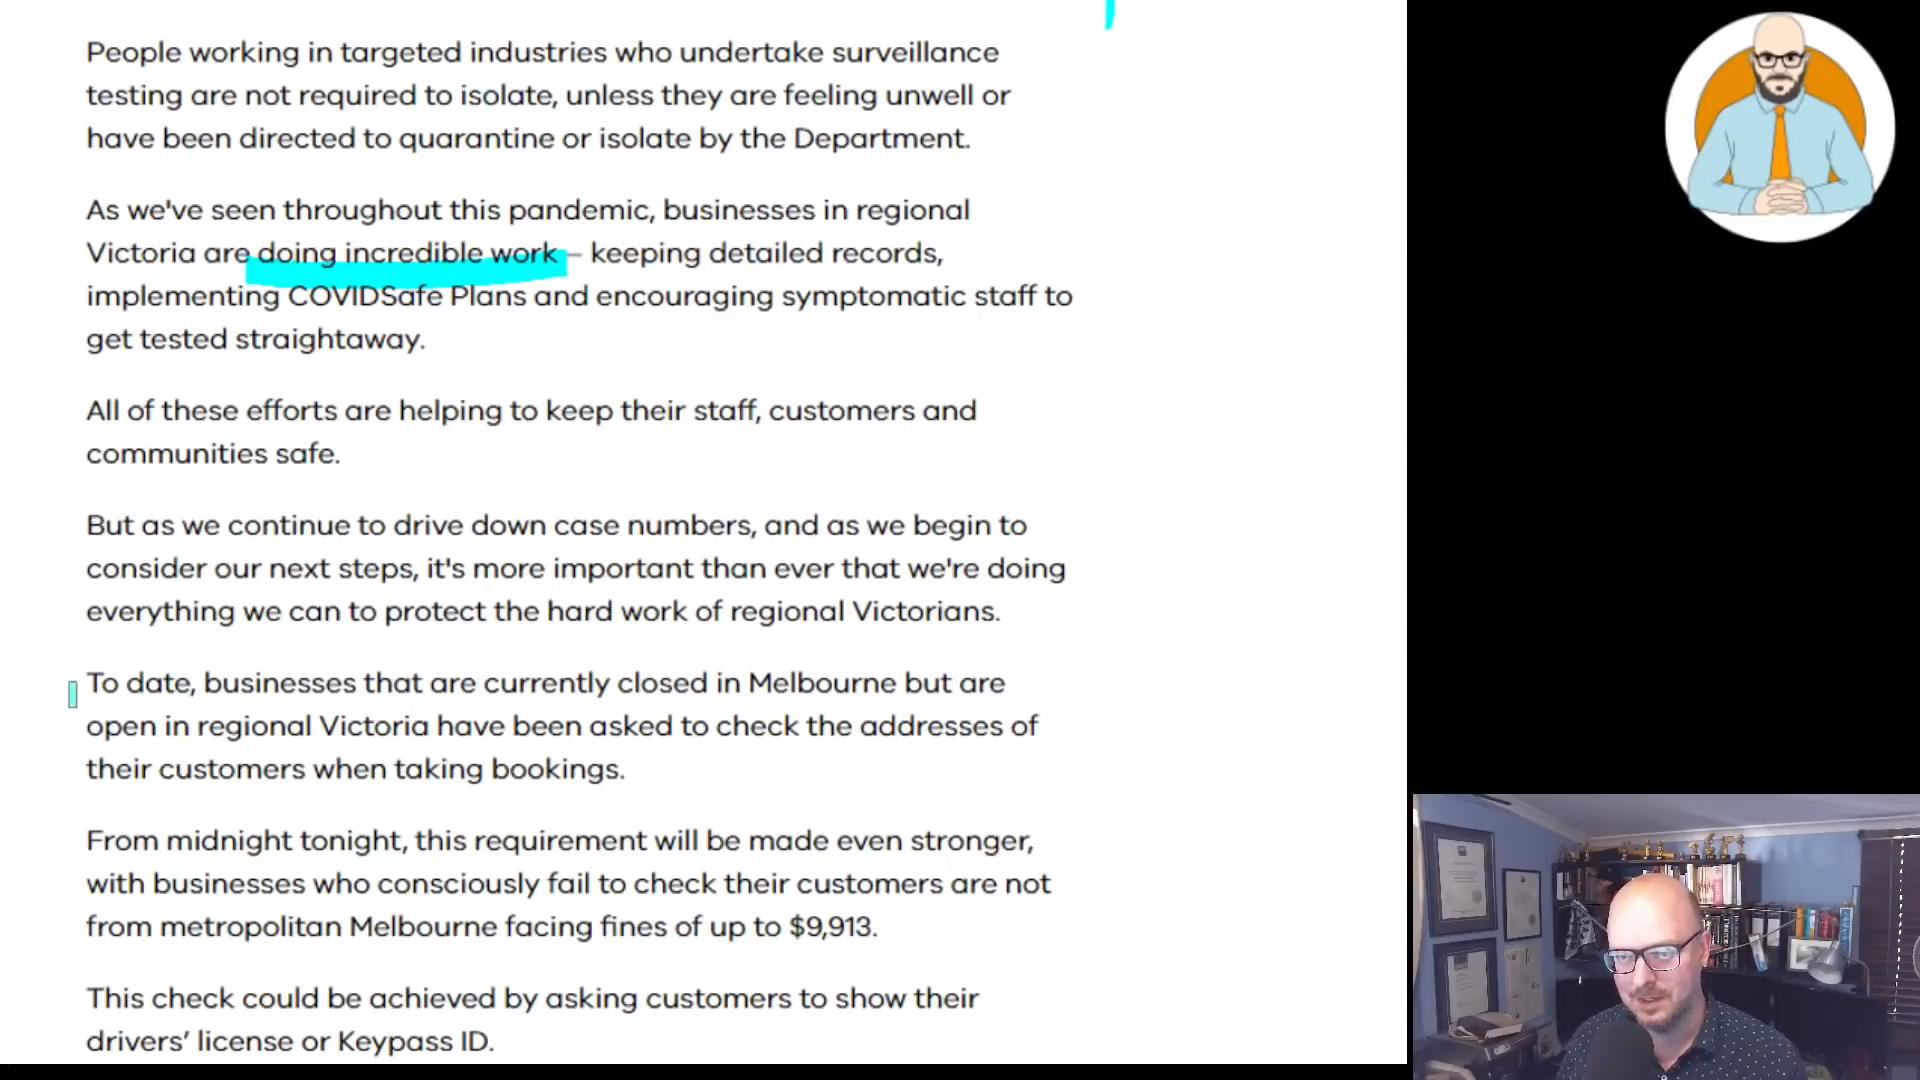 People working in targeted industries who undertake surveillance
testing are not required to isolate, unless they are feeling unwell or
have been directed to quarantine or isolate by the Department.
As we've seen throughout this pandemic, businesses in regional
Victoria are doing incredible work – keeping detailed records,
implementing COVIDSafe Plans and encouraging symptomatic staff to
get tested straightaway.
All of these efforts are helping to keep their staff, customers and
communities safe.
But as we continue to drive down case numbers, and as we begin to
consider our next steps, it's more important than ever that we're doing
everything we can to protect the hard work of regional Victorians.
To date, businesses that are currently closed in Melbourne but are
open in regional Victoria have been asked to check the addresses of
their customers when taking bookings.
From midnight tonight, this requirement will be made even stronger,
with businesses who consciously fail to check their customers are not
from metropolitan Melbourne facing fines of up to $9,913.
This check could be achieved by asking customers to show their
drivers’ license or Keypass ID.